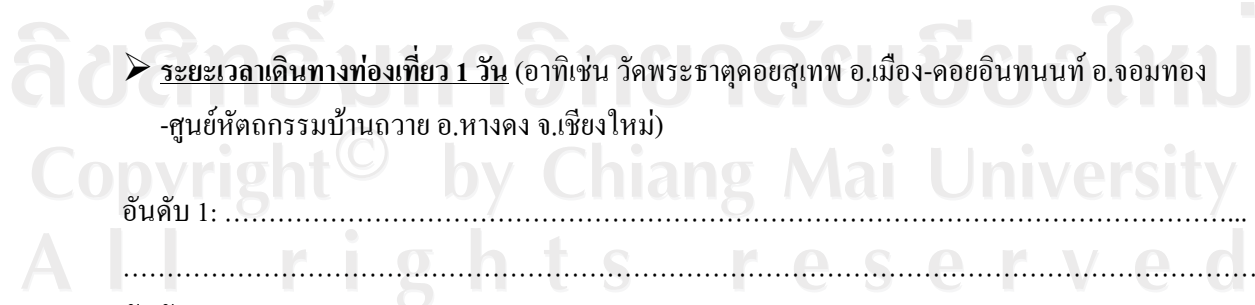 ลิขสิทธิ์มหาวิทยาลัยเชียงใหม่
➢ ระยะเวลาเดินทางท่องเที่ยว 1 วัน (อาทิเช่น วัดพระธาตุดอยสุเทพ อ.เมือง-ดอยอินทนนท์ อ.จอมทอง
-ศูนย์หัตถกรรมบ้านถวาย อ.หางดง จ.เชียงใหม่)
Copyright© by Chiang Mai University
อันดับ 1: ……………………………………………………………………………………………………...
All rights reserved
………………………………………………………………………………………………………………